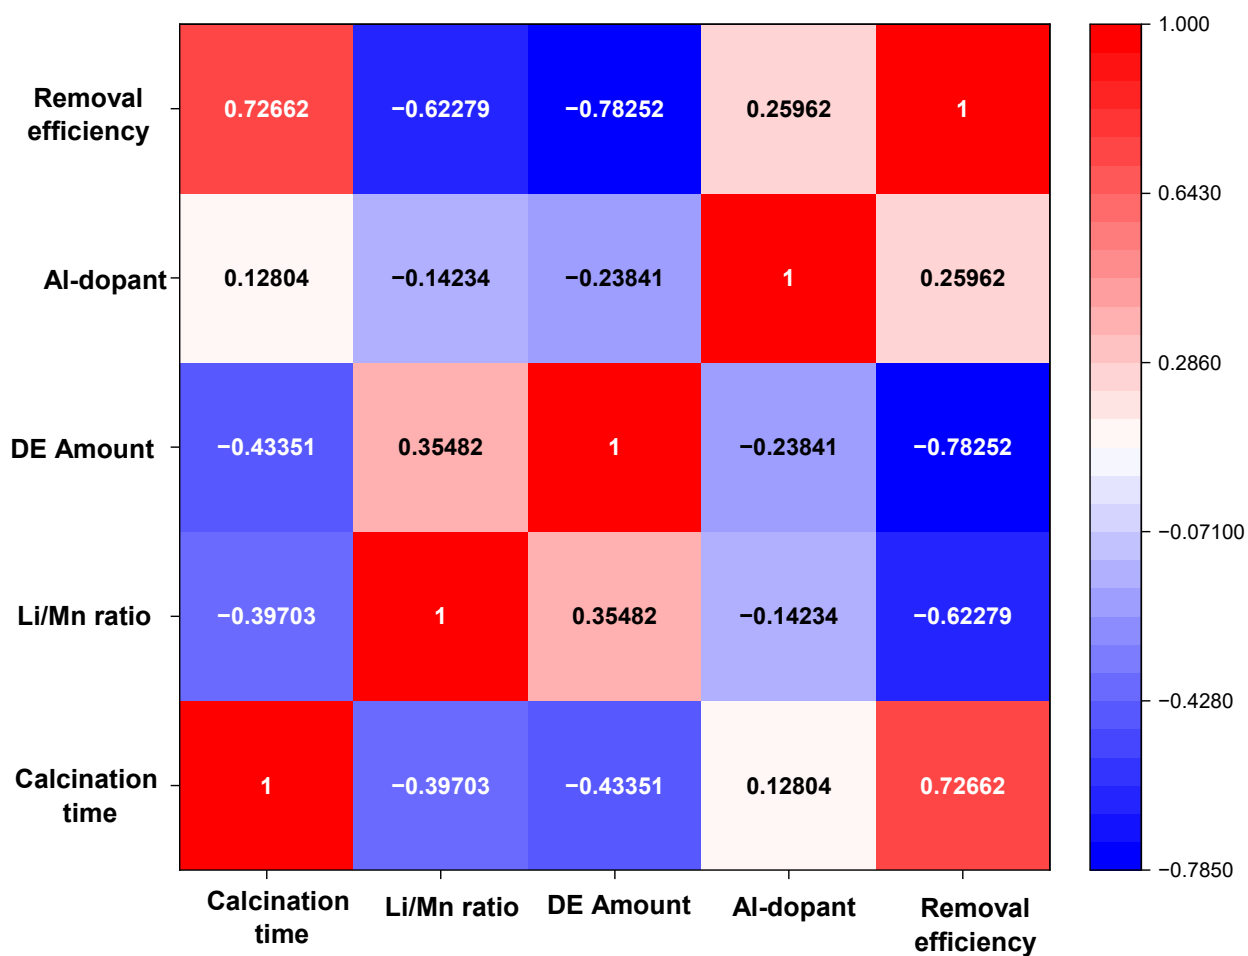 Removal
efficiency
0.72662
−0.62279
−0.78252
0.25962
1
Al-dopant
0.12804
−0.14234
−0.23841
1
0.25962
DE Amount
−0.43351
0.35482
1
−0.23841
−0.78252
Li/Mn ratio
−0.39703
1
0.35482
−0.14234
−0.62279
Calcination
time
1
−0.39703
−0.43351
0.12804
0.72662
Calcination
time
Li/Mn ratio
DE Amount
Al-dopant
Removal
efficiency
1.000
0.6430
0.2860
−0.07100
−0.4280
−0.7850